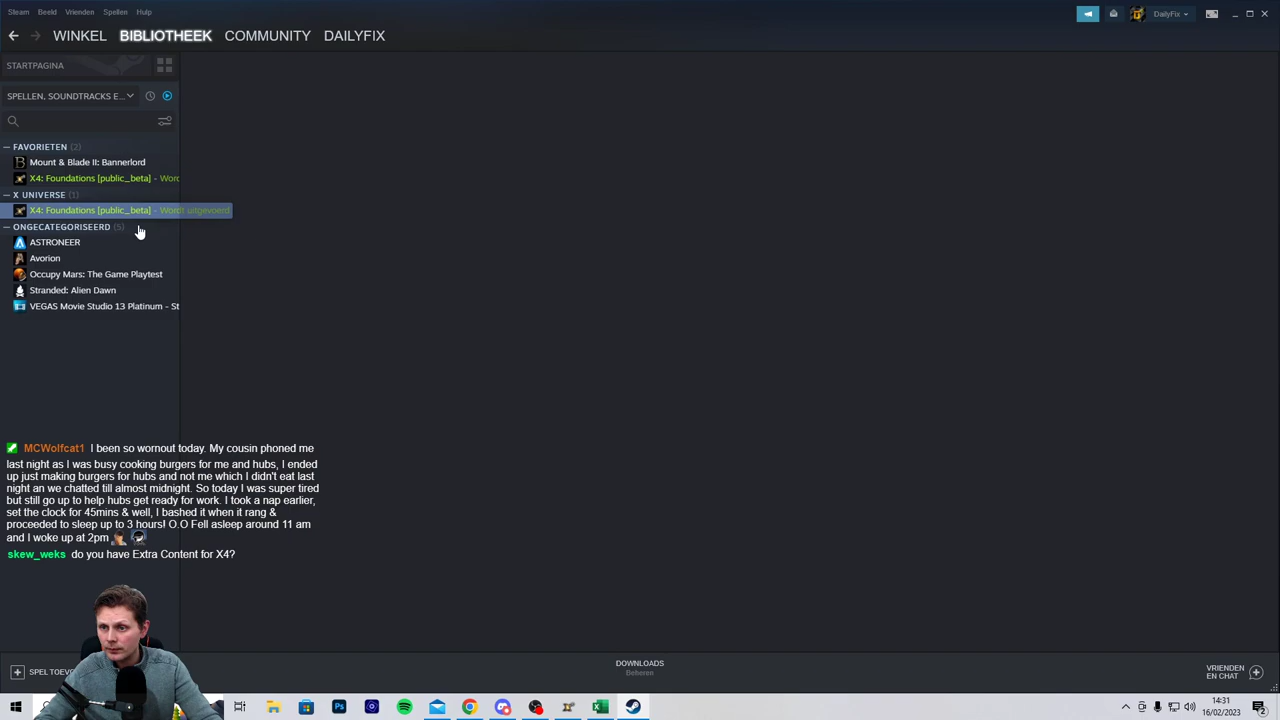 Steam Beeld Vrienden Spellen Hulp
DailyFix
WINKEL BIBLIOTHEEK COMMUNITY DAILYFIX
STARTPAGINA
SPELLEN, SOUNDTRACKS E...
FAVORIETEN (2)
Mount & Blade II: Bannerlord
X4: Foundations [public_beta] - Word
X UNIVERSE (1)
X4: Foundations [public_beta] - Wordt uitgevoerd
ONGECATEGORISEERD (5)
ASTRONEER
Avorion
Occupy Mars: The Game Playtest
Stranded: Alien Dawn
VEGAS Movie Studio 13 Platinum - St
MCWolfcat1 I been so wornout today. My cousin phoned me
last night as I was busy cooking burgers for me and hubs, I ended
up just making burgers for hubs and not me which I didn't eat last
night an we chatted till almost midnight. So today I was super tired
but still go up to help hubs get ready for work. I took a nap earlier,
set the clock for 45mins & well, I bashed it when it rang &
proceeded to sleep up to 3 hours! O.O Fell asleep around 11 am
and I woke up at 2pm
skew_weks do you have Extra Content for X4?
SPEL TOEVO
DOWNLOADS
Beheren
VRIENDEN
EN CHAT
14:31
16/02/2023
2